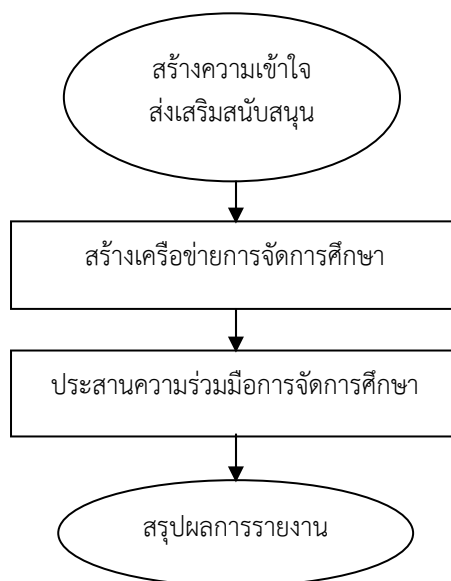 สร้างความเข้าใจ
ส่งเสริมสนับสนุน
สร้างเครือข่ายการจัดการศึกษา
ประสานความร่วมมือการจัดการศึกษา
สรุปผลการรายงาน